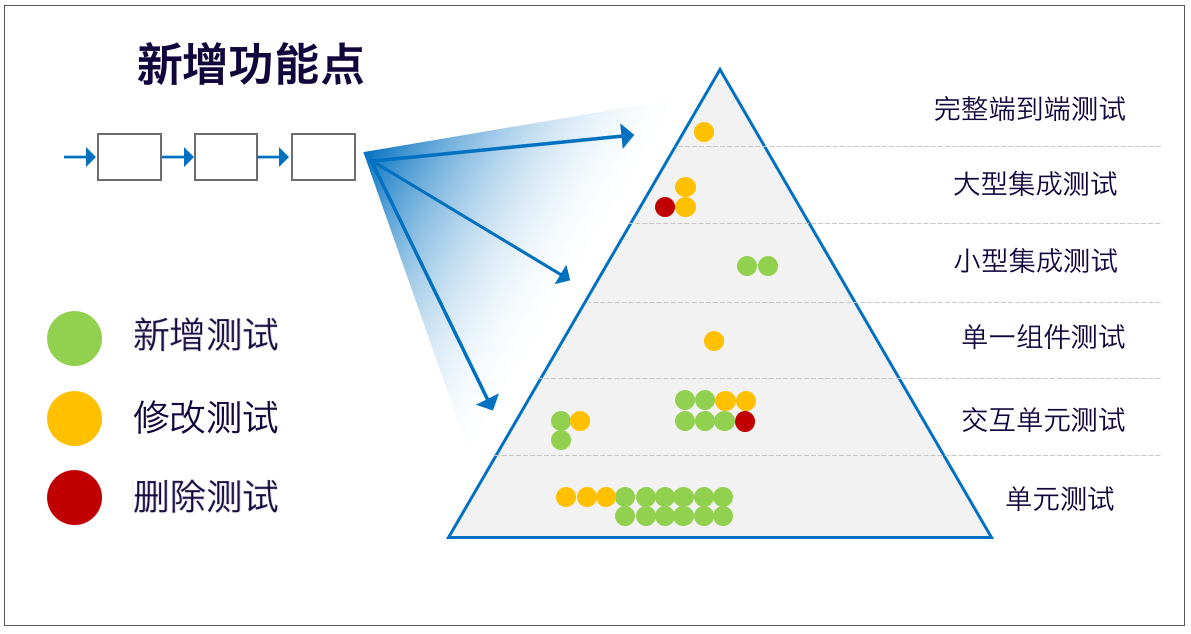 新增功能点
新增测试
修改测试
删除测试
完整端到端测试
大型集成测试
小型集成测试
单一组件测试
交互单元测试
单元测试